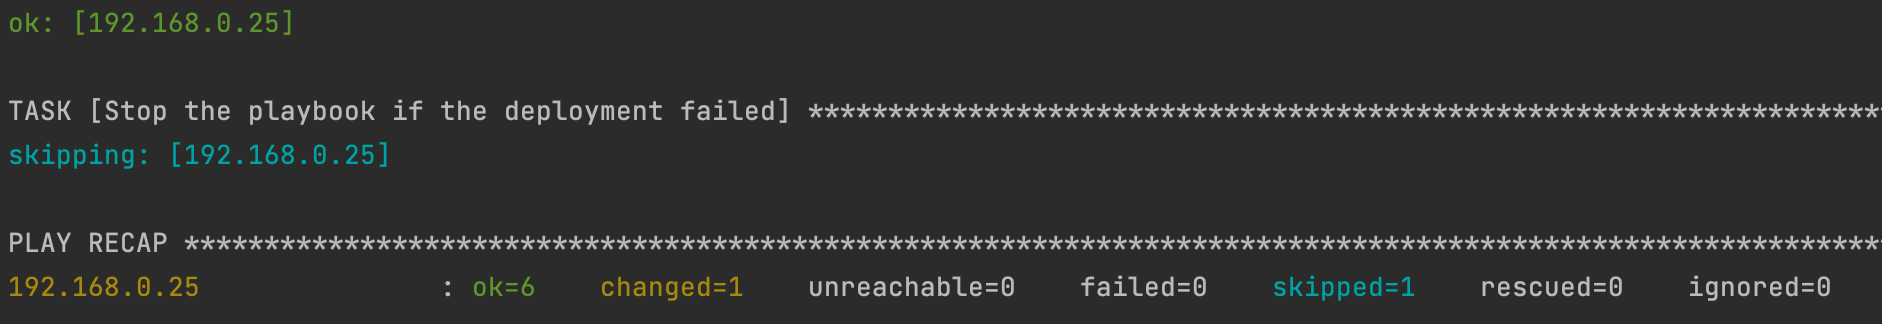 ok: [192.168.0.25]
TASK [Stop the playbook if the deployment failed] *******************************************************************
skipping: [192.168.0.25]
PLAY RECAP **********************************************************************************************************
192.168.0.25 : ok=6 changed=1 unreachable=0 failed=0 skipped=1 rescued=0 ignored=0